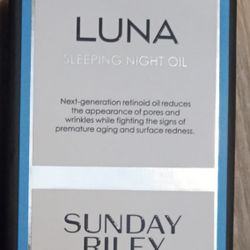 LUNA
SLEEPING NIGHT OIL
Next-generation retinoid oil reduces
the appearance of pores and
wrinkles while fighting the signs of
premature aging and surface redness.
SUNDAY
RILEY